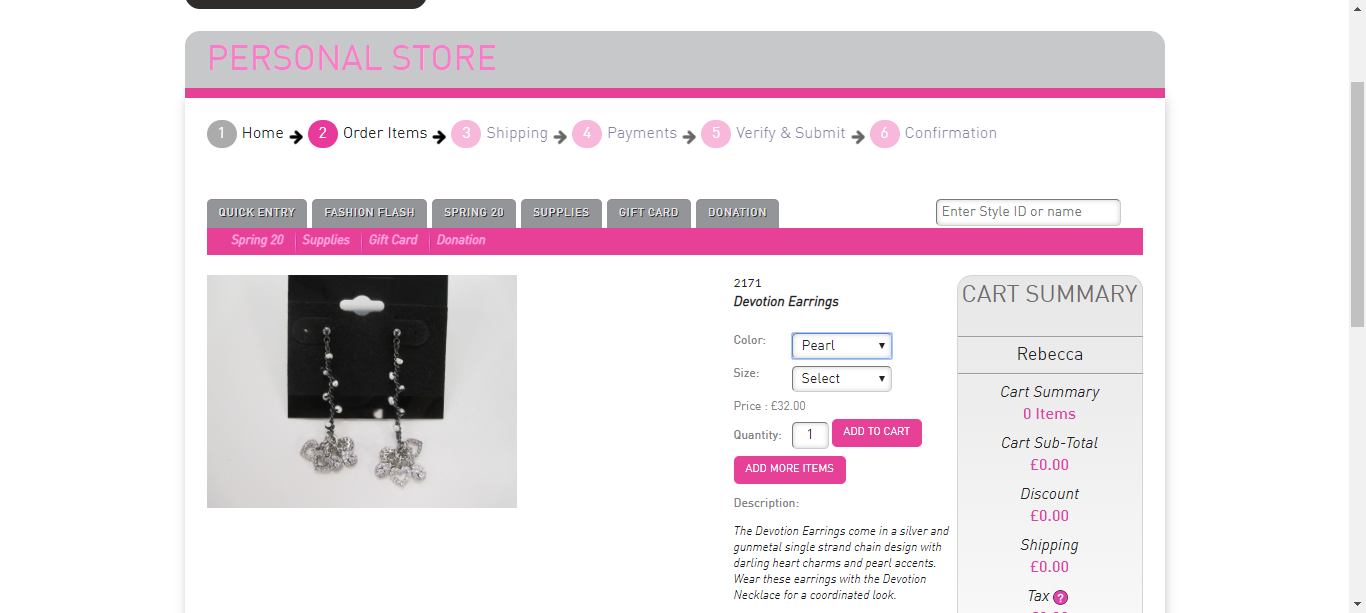 PERSONAL STORE
1 Home 2 Order Items 3 Shipping 4 Payments 5 Verify & Submit 6 Confirmation
QUICK ENTRY FASHION FLASH SPRING 20 SUPPLIES GIFT CARD DONATION
Enter Style ID or name
Spring 20 Supplies Gift Card Donation
2171
Devotion Earrings
Color: Pearl
Size: Select
Price : £32.00
Quantity: 1 ADD TO CART
ADD MORE ITEMS
Description:
The Devotion Earrings come in a silver and
gunmetal single strand chain design with
darling heart charms and pearl accents.
Wear these earrings with the Devotion
Necklace for a coordinated look.
CART SUMMARY
Rebecca
Cart Summary
0 Items
Cart Sub-Total
£0.00
Discount
£0.00
Shipping
£0.00
Tax ?